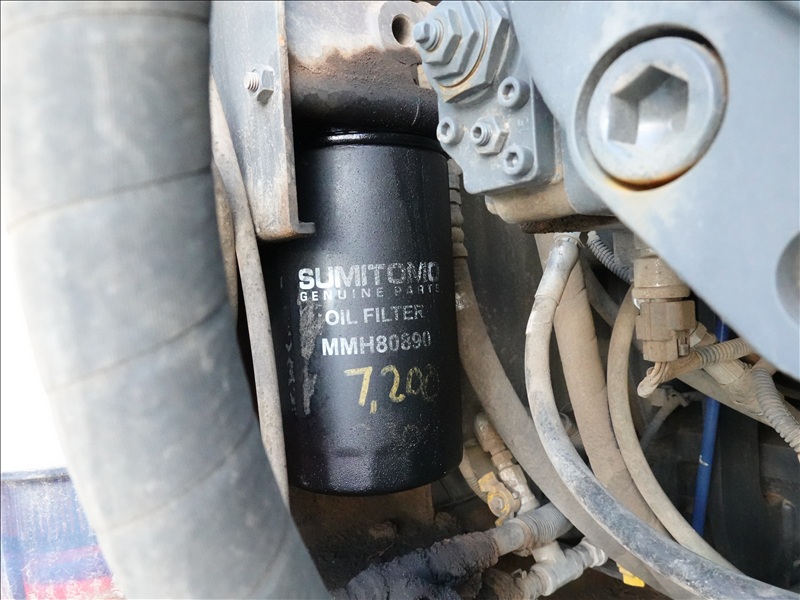 SUMITOMO
GENUINE PARTS
OIL FILTER
MMH80890
7,200